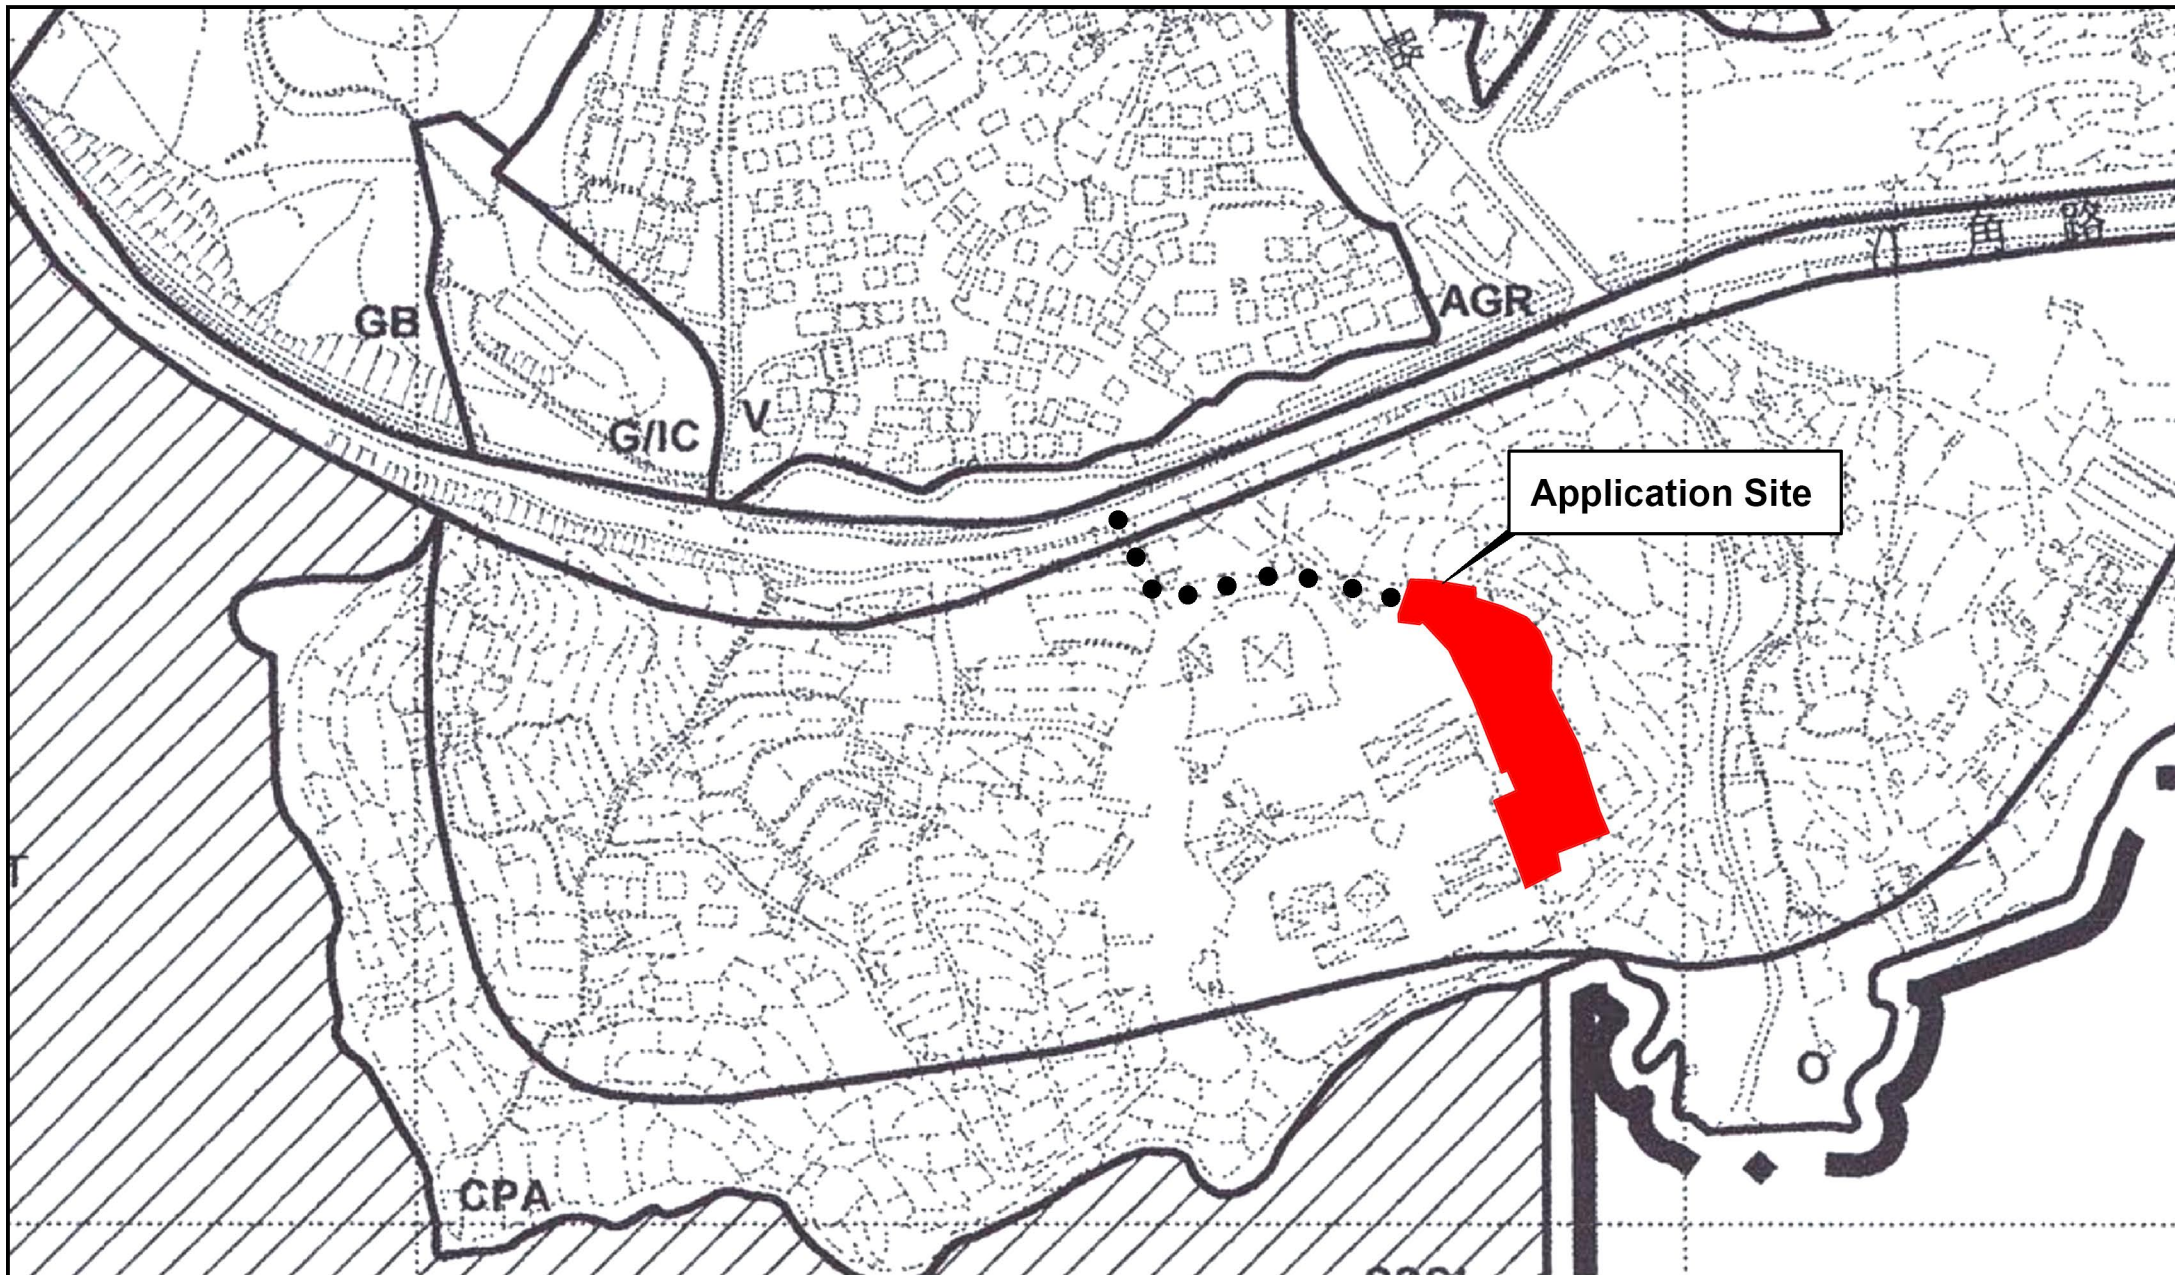 路
角 路
GB
AGR
G/IC
V
Application Site
T
O
CPA